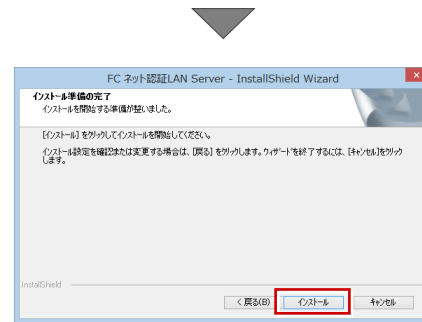 FC ネット認証LAN Server - InstallShield Wizard
インストール準備の完了
インストールを開始する準備が整いました。
[インストール] をクリックしてインストールを開始してください。
インストール設定を確認または変更する場合は、[戻る] をクリックします。ウィザードを終了するには、[キャンセル]をクリック
します。
InstallShield
< 戻る(B)
インストール
キャンセル